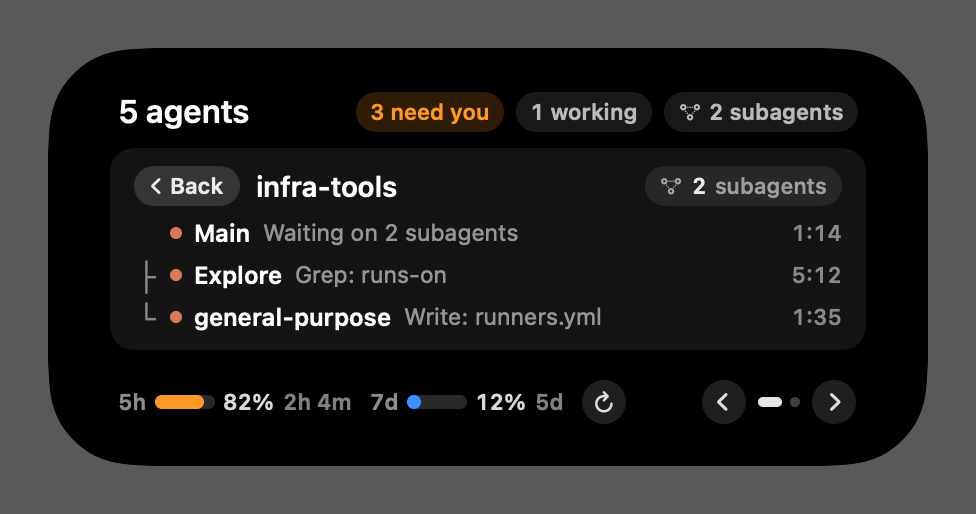 5 agents 3 need you 1 working 2 subagents
Back infra-tools 2 subagents
Main Waiting on 2 subagents 1:14
Explore Grep: runs-on 5:12
general-purpose Write: runners.yml 1:35
5h 82% 2h 4m 7d 12% 5d